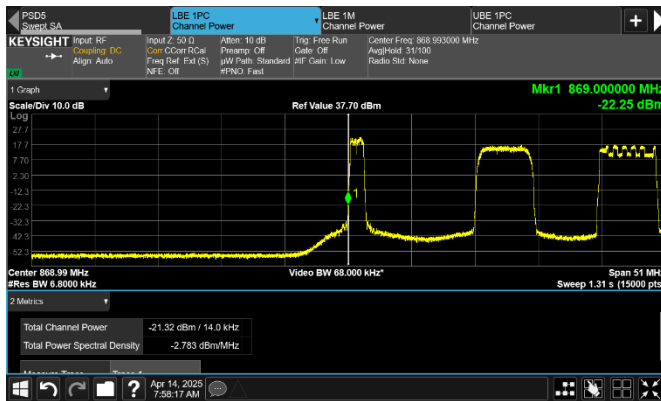 PSD5
Swept SA
LBE 1PC
Channel Power
LBE 1M
Channel Power
UBE 1PC
Channel Power
+
KEYSIGHT
Input: RF
Coupling: DC
Align: Auto
Input Z: 50 Ω
Corr CCorr RCal
Freq Ref: Ext (S)
NFE: Off
Atten: 10 dB
Preamp: Off
µW Path: Standard
#PNO: Fast
Trig: Free Run
Gate: Off
#IF Gain: Low
Center Freq: 868.993000 MHz
Avg|Hold: 31/100
Radio Std: None
1 Graph
Mkr1 869.000000 MHz
Scale/Div 10.0 dB
Ref Value 37.70 dBm
-22.25 dBm
Log
27.7
17.7
7.70
-2.30
-12.3
-22.3
-32.3
-42.3
-52.3
1
Center 868.99 MHz
Video BW 68.000 kHz*
Span 51 MHz
#Res BW 6.8000 kHz
Sweep 1.31 s (15000 pts
2 Metrics
Total Channel Power -21.32 dBm / 14.0 kHz
Total Power Spectral Density -2.783 dBm/MHz
?
Apr 14, 2025
7:58:17 AM